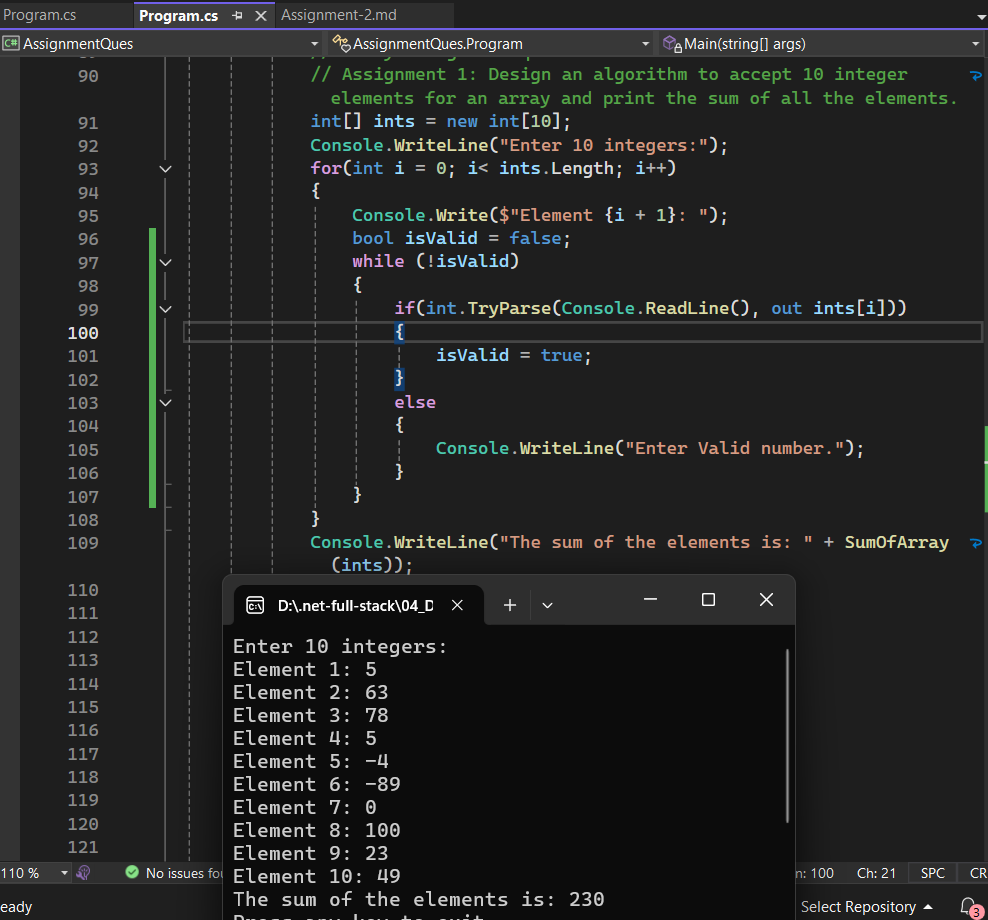 Program.cs
Program.cs
Assignment-2.md
C# AssignmentQues
AssignmentQues.Program
Main(string[] args)
90
// Assignment 1: Design an algorithm to accept 10 integer
elements for an array and print the sum of all the elements.
91 int[] ints = new int[10];
92 Console.WriteLine("Enter 10 integers:");
93 for(int i = 0; i< ints.Length; i++)
94 {
95 Console.Write($"Element {i + 1}: ");
96 bool isValid = false;
97 while (!isValid)
98 {
99 if(int.TryParse(Console.ReadLine(), out ints[i]))
100 {
101 isValid = true;
102 }
103 else
104 {
105 Console.WriteLine("Enter Valid number.");
106 }
107 }
108 }
109 Console.WriteLine("The sum of the elements is: " + SumOfArray
(ints));
110
111
112
113
114
115
116
117
118
119
120
121
D:\.net-full-stack\04_D
Enter 10 integers:
Element 1: 5
Element 2: 63
Element 3: 78
Element 4: 5
Element 5: -4
Element 6: -89
Element 7: 0
Element 8: 100
Element 9: 23
Element 10: 49
The sum of the elements is: 230
Press any key to exit
110 %
No issues fou
n: 100
Ch: 21
SPC
CR
eady
Select Repository
3